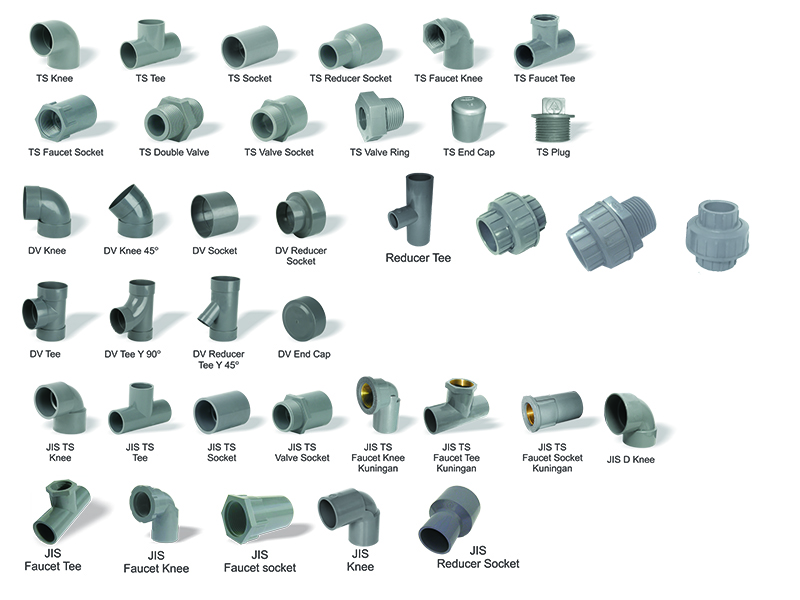 TS Knee
TS Tee
TS Socket
TS Reducer Socket
TS Faucet Knee
TS Faucet Tee
TS Faucet Socket
TS Double Valve
TS Valve Socket
TS Valve Ring
TS End Cap
TS Plug
DV Knee
DV Knee 45°
DV Socket
DV Reducer
Socket
Reducer Tee
DV Tee
DV Tee Y 90°
DV Reducer
Tee Y 45°
DV End Cap
JIS TS
Knee
JIS TS
Tee
JIS TS
Socket
JIS TS
Valve Socket
JIS TS
Faucet Knee
Kuningan
JIS TS
Faucet Tee
Kuningan
JIS TS
Faucet Socket
Kuningan
JIS D Knee
JIS
Faucet Tee
JIS
Faucet Knee
JIS
Faucet socket
JIS
Knee
JIS
Reducer Socket